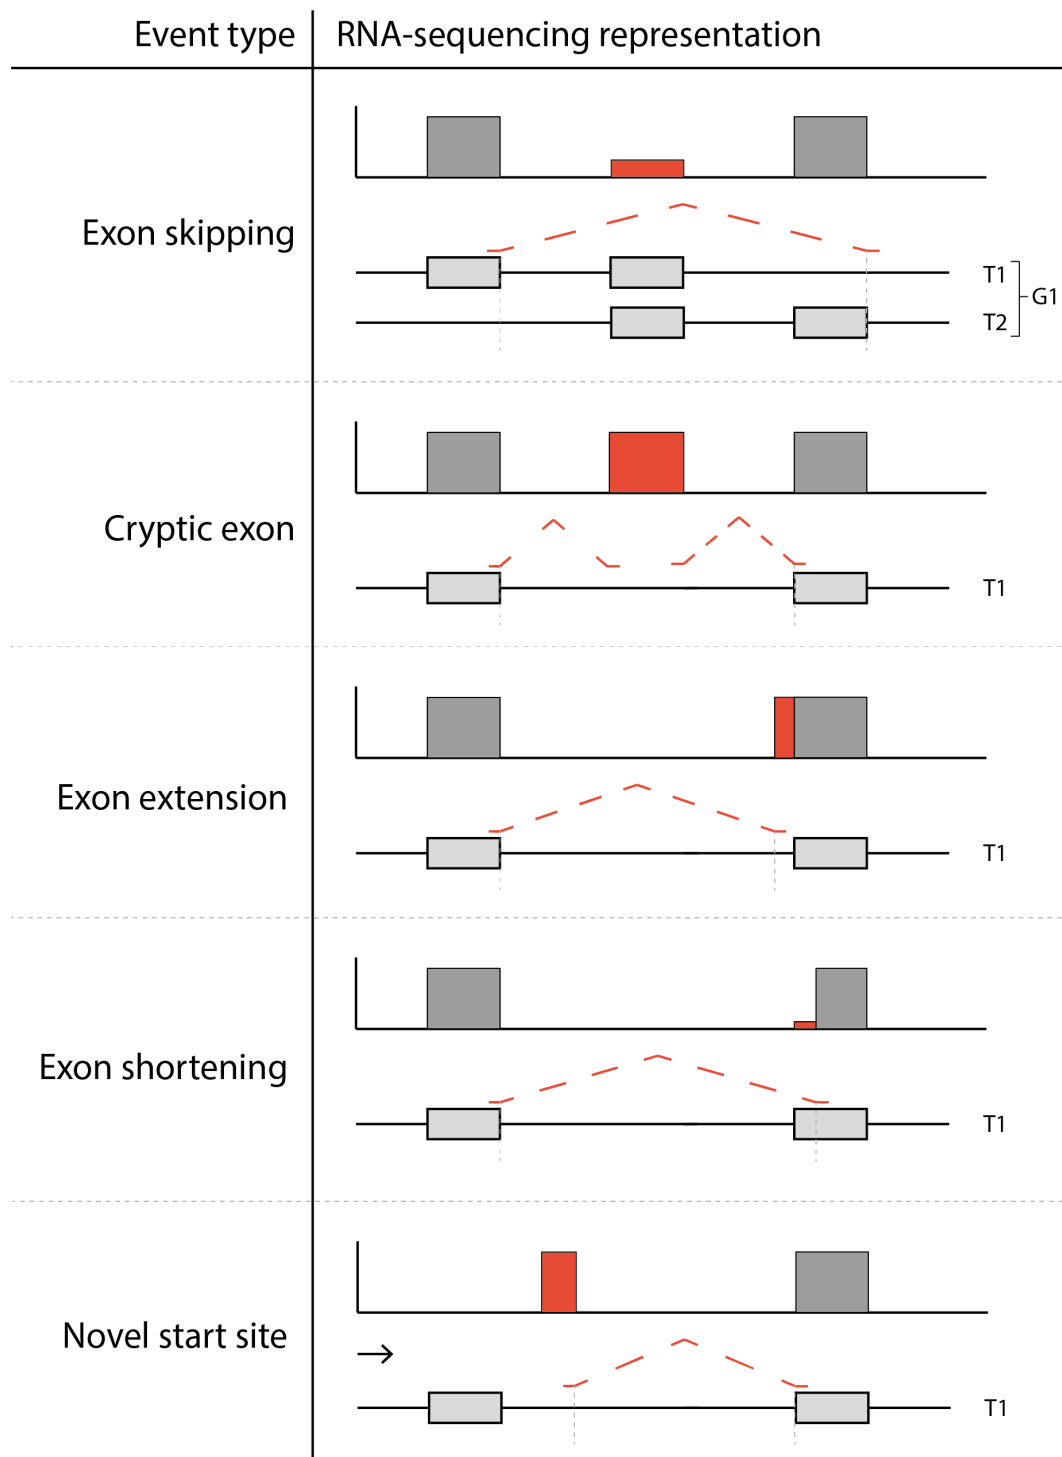 Event type RNA-sequencing representation
Exon skipping
T1
G1
T2
Cryptic exon
T1
Exon extension
T1
Exon shortening
T1
Novel start site
T1